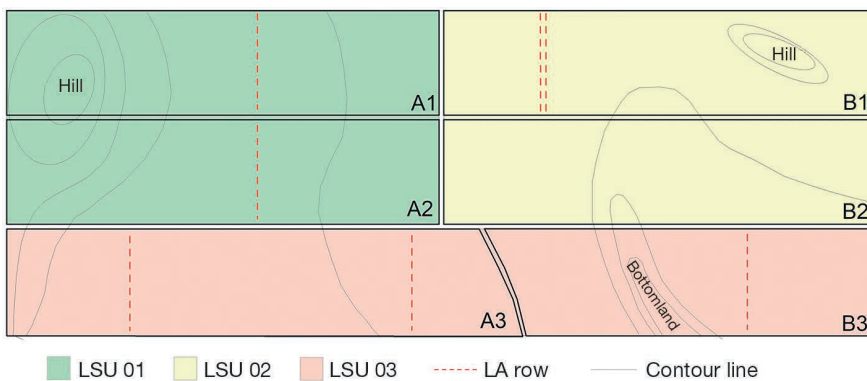 Hill
A1
Hill
B1
A2
B2
A3
Bottomland
B3
LSU 01
LSU 02
LSU 03
LA row
Contour line